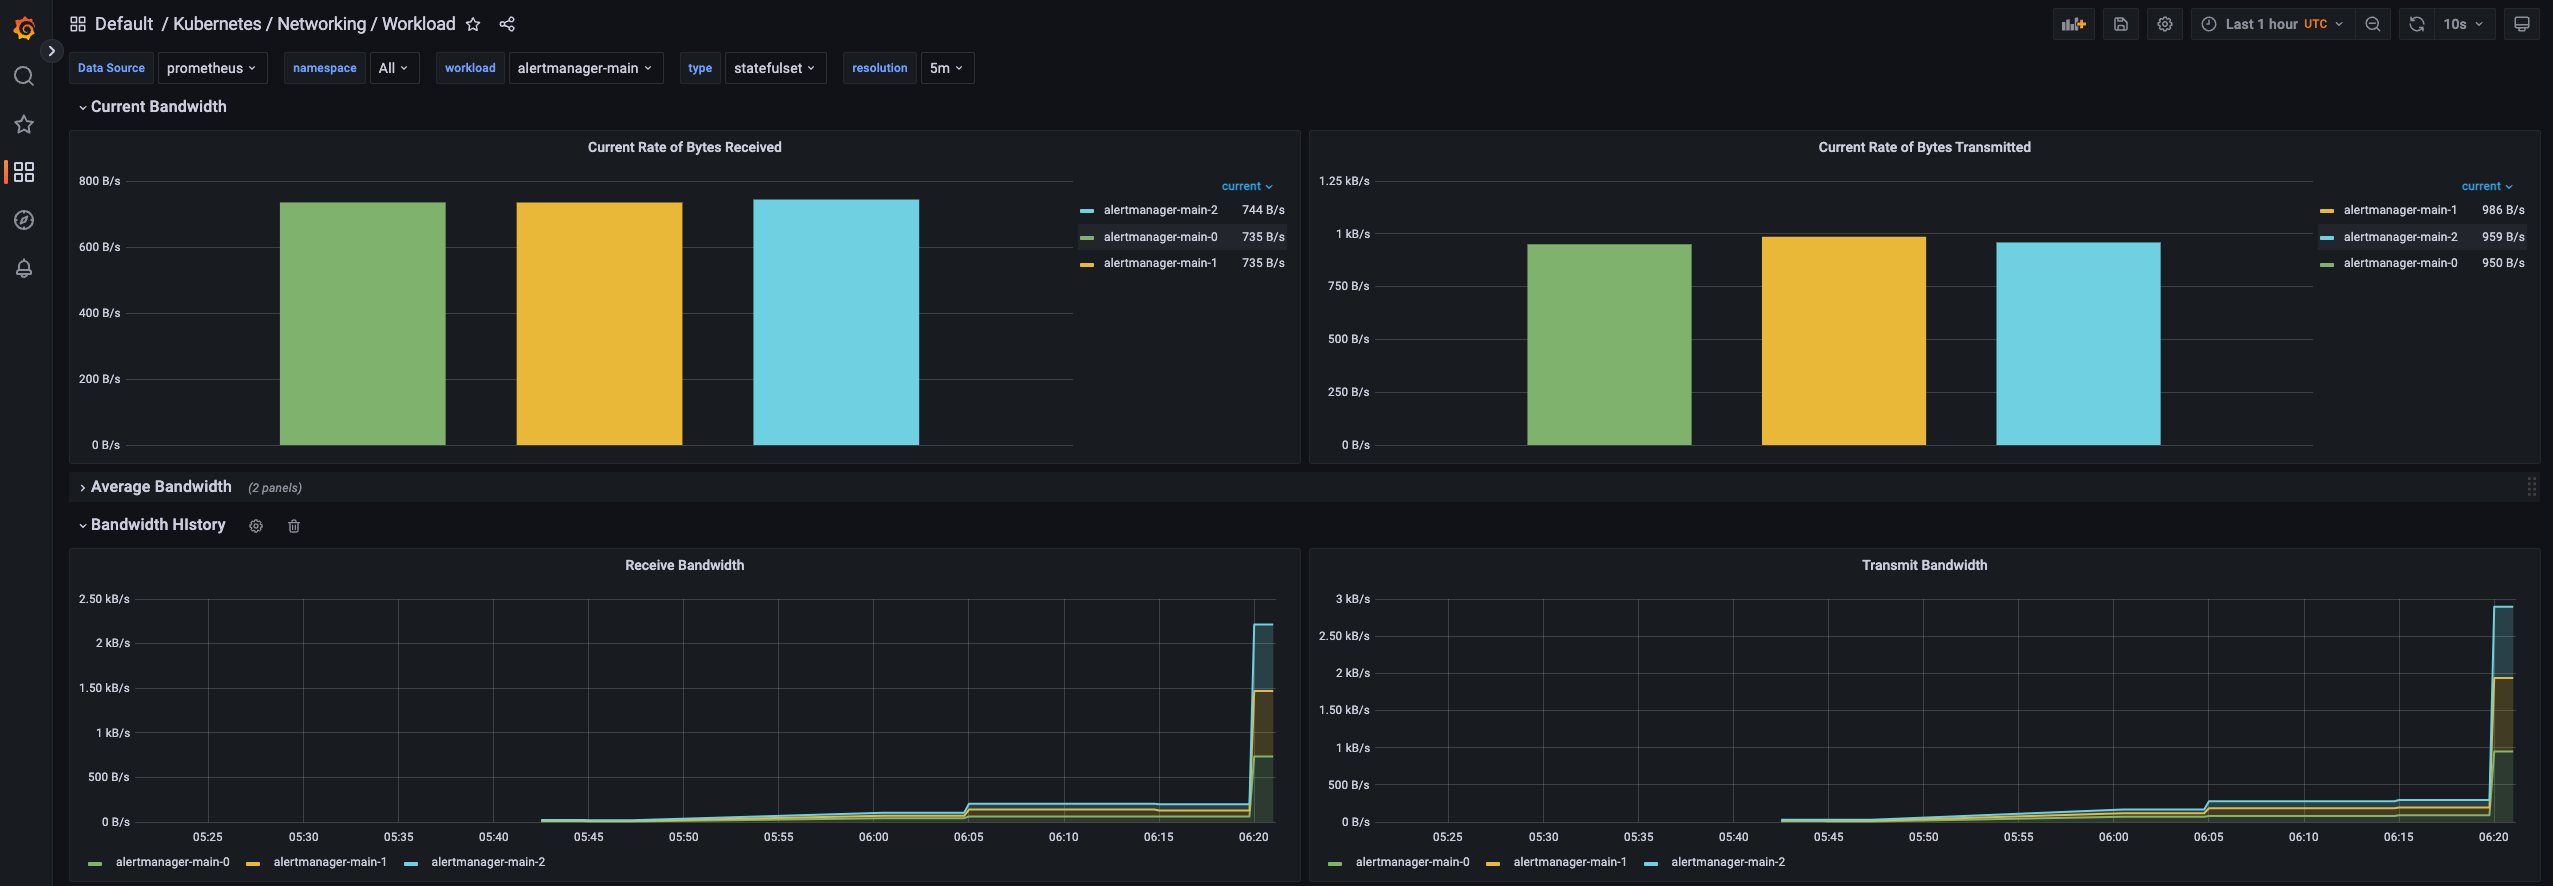 Default / Kubernetes / Networking / Workload
Last 1 hour UTC 10s
Data Source prometheus namespace All workload alertmanager-main type statefulset resolution 5m
Current Bandwidth
Current Rate of Bytes Received
800 B/s
600 B/s
400 B/s
200 B/s
0 B/s
current
alertmanager-main-2 744 B/s
alertmanager-main-0 735 B/s
alertmanager-main-1 735 B/s
Current Rate of Bytes Transmitted
1.25 kB/s
1 kB/s
750 B/s
500 B/s
250 B/s
0 B/s
current
alertmanager-main-1 986 B/s
alertmanager-main-2 959 B/s
alertmanager-main-0 950 B/s
Average Bandwidth (2 panels)
Bandwidth HIstory
Receive Bandwidth
2.50 kB/s
2 kB/s
1.50 kB/s
1 kB/s
500 B/s
0 B/s
05:25 05:30 05:35 05:40 05:45 05:50 05:55 06:00 06:05 06:10 06:15 06:20
alertmanager-main-0 alertmanager-main-1 alertmanager-main-2
Transmit Bandwidth
3 kB/s
2.50 kB/s
2 kB/s
1.50 kB/s
1 kB/s
500 B/s
0 B/s
05:25 05:30 05:35 05:40 05:45 05:50 05:55 06:00 06:05 06:10 06:15 06:20
alertmanager-main-0 alertmanager-main-1 alertmanager-main-2